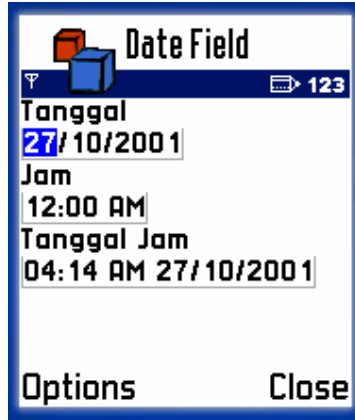 Date Field
123
Tanggal
27/10/2001
Jam
12:00 AM
Tanggal Jam
04:14 AM 27/10/2001
Options Close